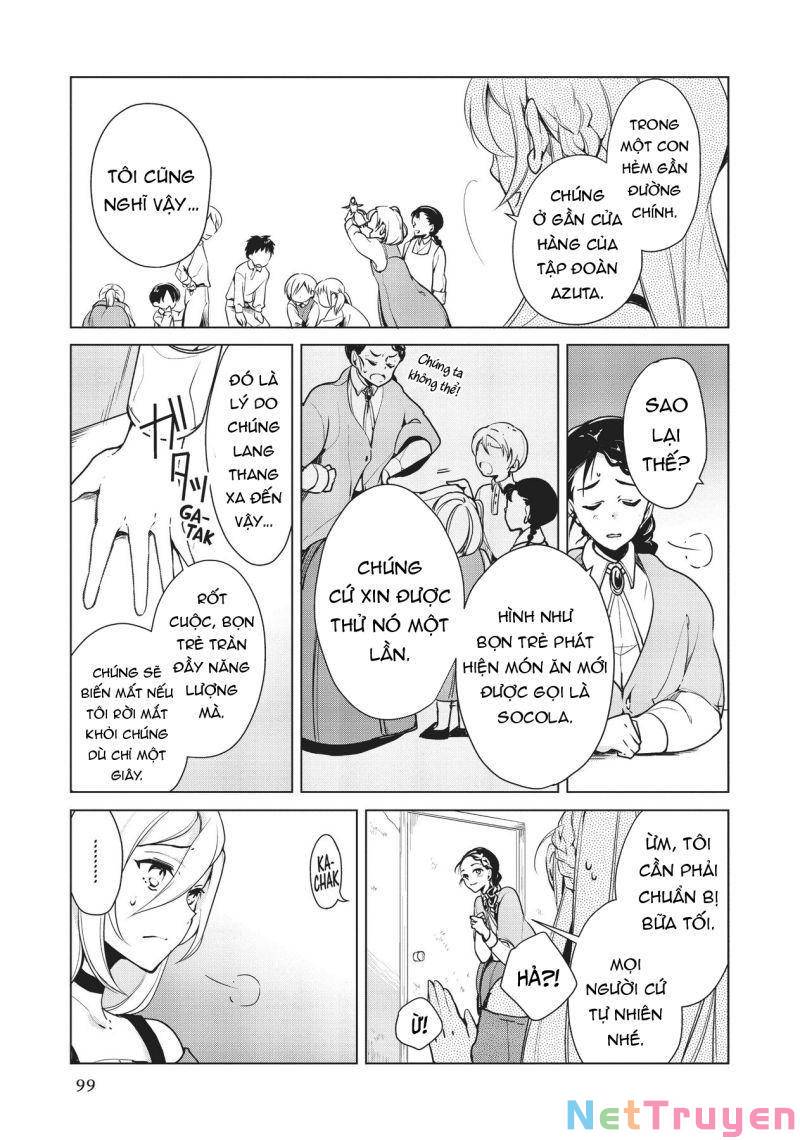 TRONG
MỘT CON
HẺM GẦN
ĐƯỜNG
CHÍNH.
CHÚNG
Ở GẦN CỬA
HÀNG CỦA
TẬP ĐOÀN
AZUTA.
TÔI CŨNG
NGHĨ VẬY...
SAO
LẠI
THẾ?
Chúng ta
không thể!
HÌNH NHƯ
BỌN TRẺ PHÁT
HIỆN MÓN ĂN MỚI
ĐƯỢC GỌI LÀ
SOCOLA.
CHÚNG
CỨ XIN ĐƯỢC
THỬ NÓ MỘT
LẦN.
ĐÓ LÀ
LÝ DO
CHÚNG
LANG
THANG
XA ĐẾN
VẬY...
ガタッ
GA-
TAK
RỐT
CUỘC, BỌN
TRẺ TRÀN
ĐẦY NĂNG
LƯỢNG
MÀ.
CHÚNG SẼ
BIẾN MẤT NẾU
TÔI RỜI MẮT
KHỎI CHÚNG
DÙ CHỈ MỘT
GIÂY.
ỪM, TÔI
CẦN PHẢI
CHUẨN BỊ
BỮA TỐI.
MỌI
NGƯỜI CỨ
TỰ NHIÊN
NHÉ.
HẢ?!
Ừ!
KA-
CHAK
.........
99
NetTruyen